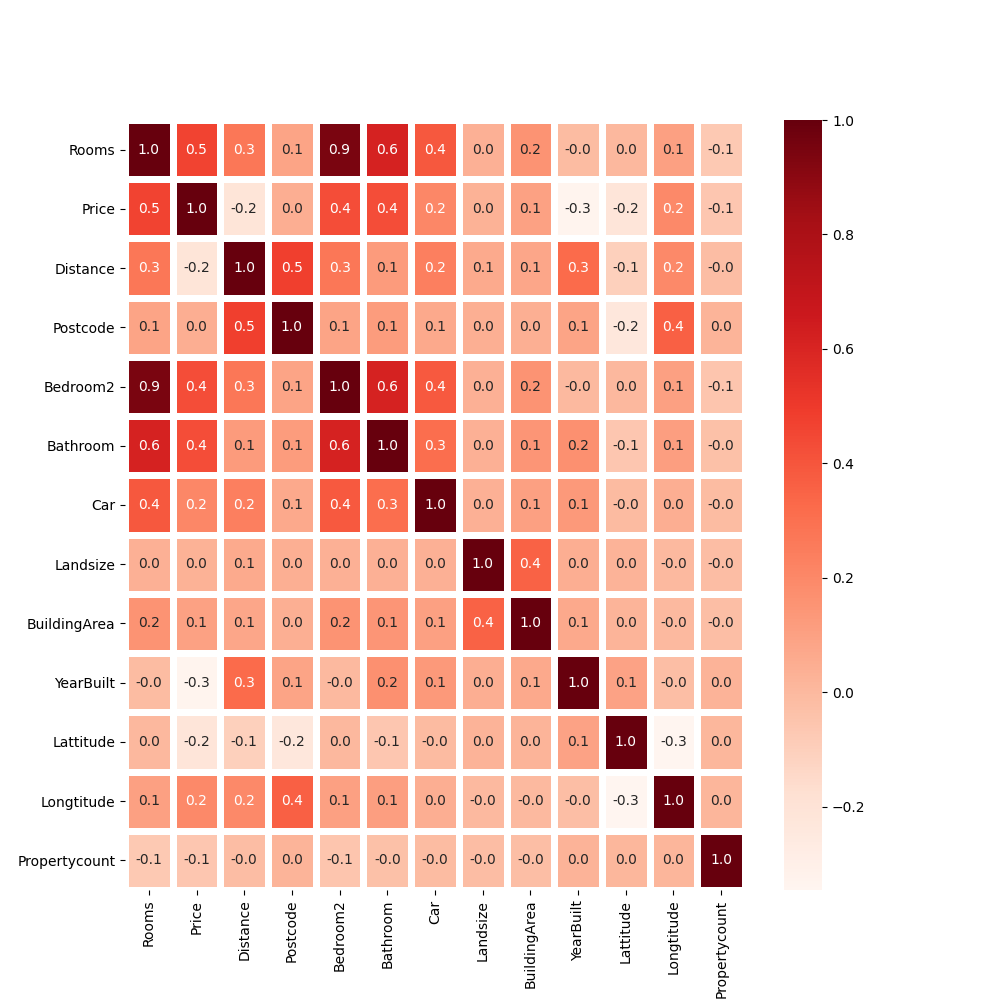 Rooms 1.0 0.5 0.3 0.1 0.9 0.6 0.4 0.0 0.2 -0.0 0.0 0.1 -0.1
Price 0.5 1.0 -0.2 0.0 0.4 0.4 0.2 0.0 0.1 -0.3 -0.2 0.2 -0.1
Distance 0.3 -0.2 1.0 0.5 0.3 0.1 0.2 0.1 0.1 0.3 -0.1 0.2 -0.0
Postcode 0.1 0.0 0.5 1.0 0.1 0.1 0.1 0.0 0.0 0.1 -0.2 0.4 0.0
Bedroom2 0.9 0.4 0.3 0.1 1.0 0.6 0.4 0.0 0.2 -0.0 0.0 0.1 -0.1
Bathroom 0.6 0.4 0.1 0.1 0.6 1.0 0.3 0.0 0.1 0.2 -0.1 0.1 -0.0
Car 0.4 0.2 0.2 0.1 0.4 0.3 1.0 0.0 0.1 0.1 -0.0 0.0 -0.0
Landsize 0.0 0.0 0.1 0.0 0.0 0.0 0.0 1.0 0.4 0.0 0.0 -0.0 -0.0
BuildingArea 0.2 0.1 0.1 0.0 0.2 0.1 0.1 0.4 1.0 0.1 0.0 -0.0 -0.0
YearBuilt -0.0 -0.3 0.3 0.1 -0.0 0.2 0.1 0.0 0.1 1.0 0.1 -0.0 0.0
Lattitude 0.0 -0.2 -0.1 -0.2 0.0 -0.1 -0.0 0.0 0.0 0.1 1.0 -0.3 0.0
Longtitude 0.1 0.2 0.2 0.4 0.1 0.1 0.0 -0.0 -0.0 -0.0 -0.3 1.0 0.0
Propertycount -0.1 -0.1 -0.0 0.0 -0.1 -0.0 -0.0 -0.0 -0.0 0.0 0.0 0.0 1.0
Rooms
Price
Distance
Postcode
Bedroom2
Bathroom
Car
Landsize
BuildingArea
YearBuilt
Lattitude
Longtitude
Propertycount
1.0
0.8
0.6
0.4
0.2
0.0
−0.2